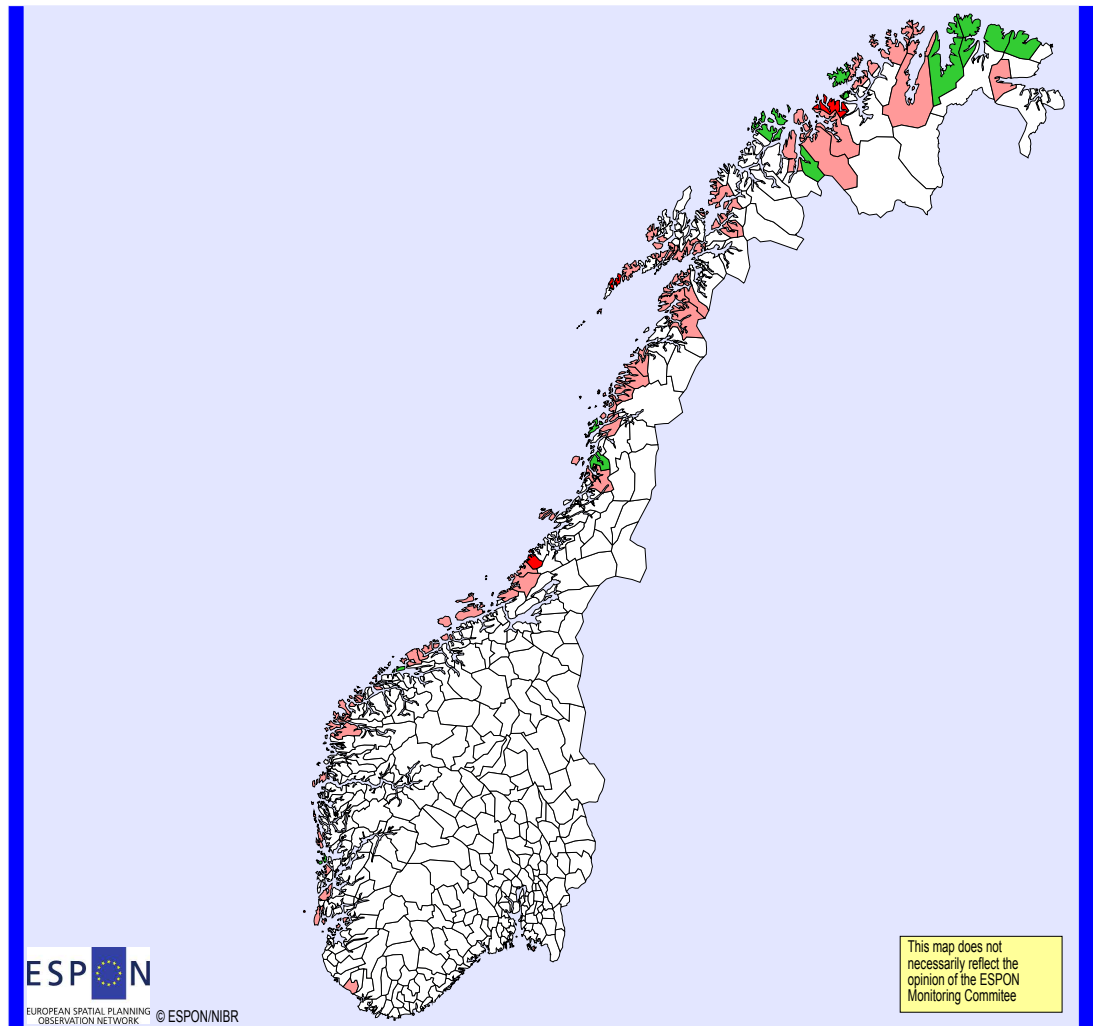 This map does not
necessarily reflect the
opinion of the ESPON
Monitoring Commitee
ESPON
EUROPEAN SPATIAL PLANNING
OBSERVATION NETWORK
© ESPON/NIBR